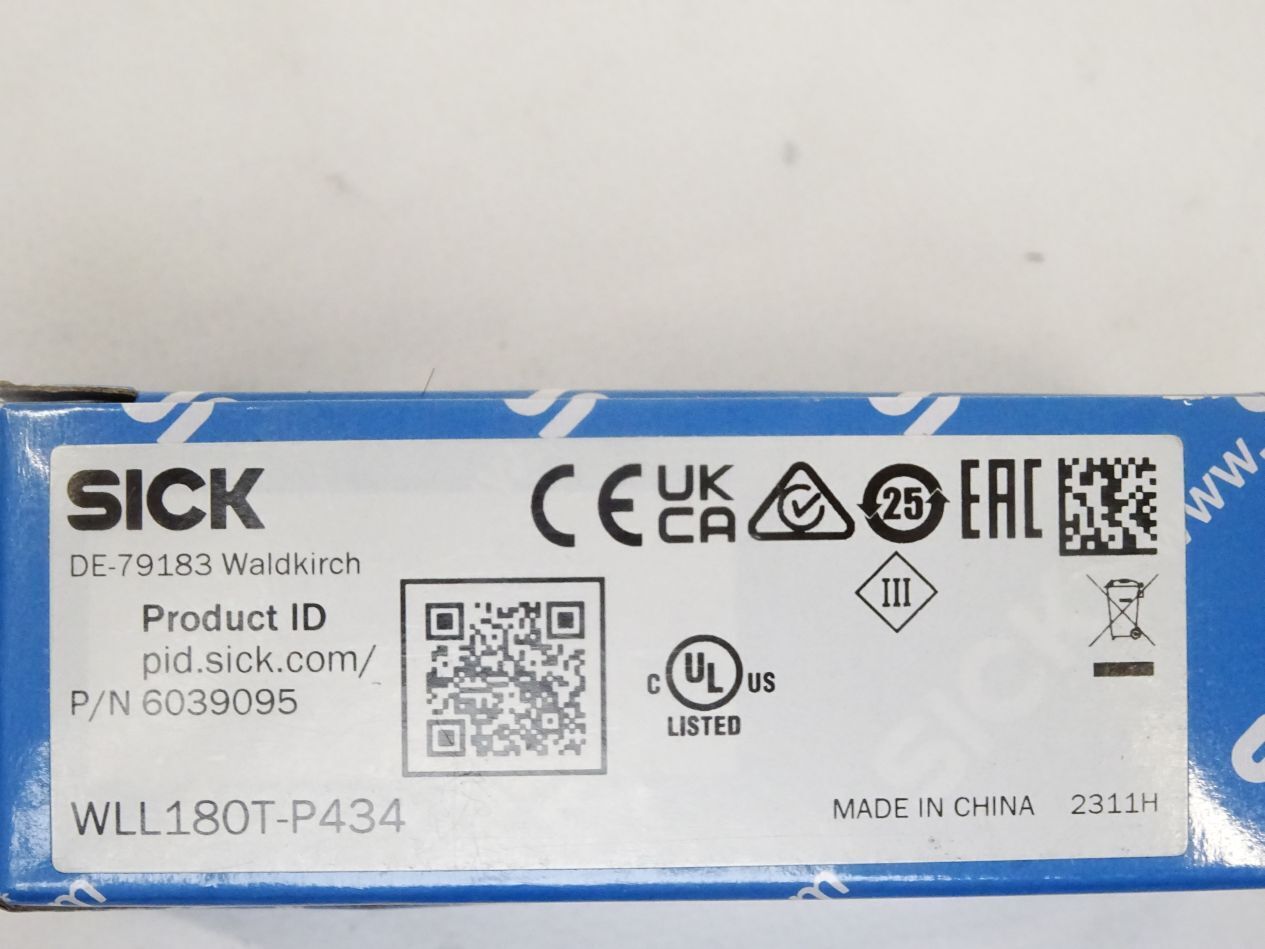 SICK
DE-79183 Waldkirch
Product ID
pid.sick.com/
P/N 6039095
WLL180T-P434
CE UK CA 25 EAC
III
C UL US
LISTED
MADE IN CHINA 2311H
www.
m
m